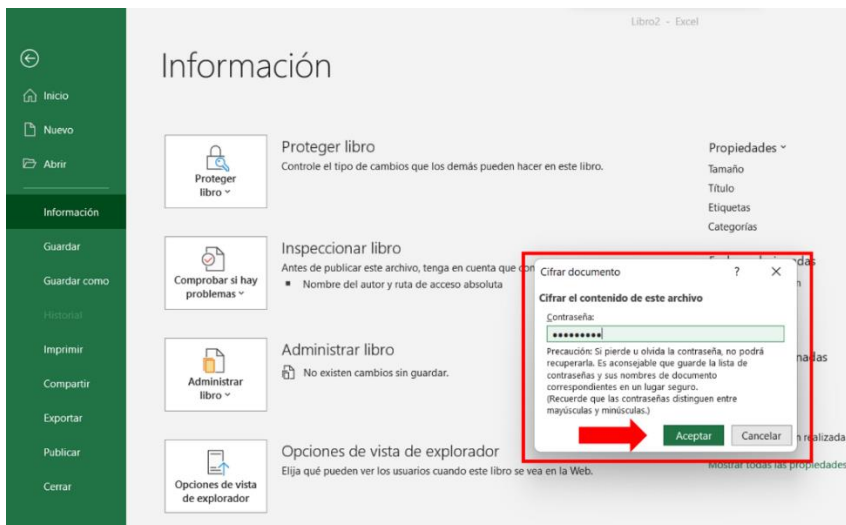 Libro2 - Excel
Información
Inicio
Nuevo
Abrir
Información
Guardar
Guardar como
Historial
Imprimir
Compartir
Exportar
Publicar
Cerrar
Proteger
libro
Proteger libro
Controle el tipo de cambios que los demás pueden hacer en este libro.
Comprobar si hay
problemas
Inspeccionar libro
Antes de publicar este archivo, tenga en cuenta que
Nombre del autor y ruta de acceso absoluta
Administrar
libro
Administrar libro
No existen cambios sin guardar.
Opciones de vista
de explorador
Opciones de vista de explorador
Elija qué pueden ver los usuarios cuando este libro se vea en la Web.
Propiedades
Tamaño
Título
Etiquetas
Categorías
Cifrar documento ?
Cifrar el contenido de este archivo
Contraseña:
Precaución: Si pierde u olvida la contraseña, no podrá
recuperarla. Es aconsejable que guarde la lista de
contraseñas y sus nombres de documento
correspondientes en un lugar seguro.
(Recuerde que las contraseñas distinguen entre
mayúsculas y minúsculas.)
Aceptar Cancelar
Mostrar todas las propiedades